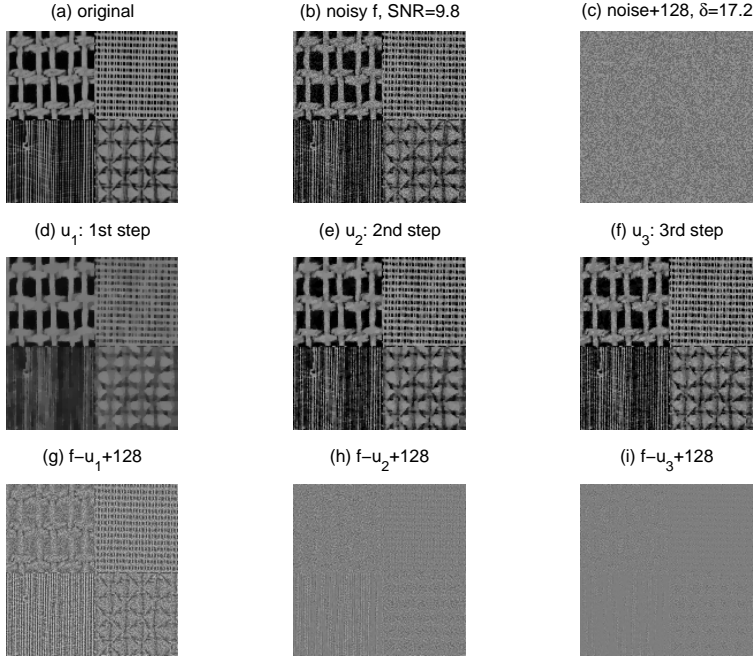 (a) original
(b) noisy f, SNR=9.8
(c) noise+128, δ=17.2
(d) u₁: 1st step
(e) u₂: 2nd step
(f) u₃: 3rd step
(g) f−u₁+128
(h) f−u₂+128
(i) f−u₃+128